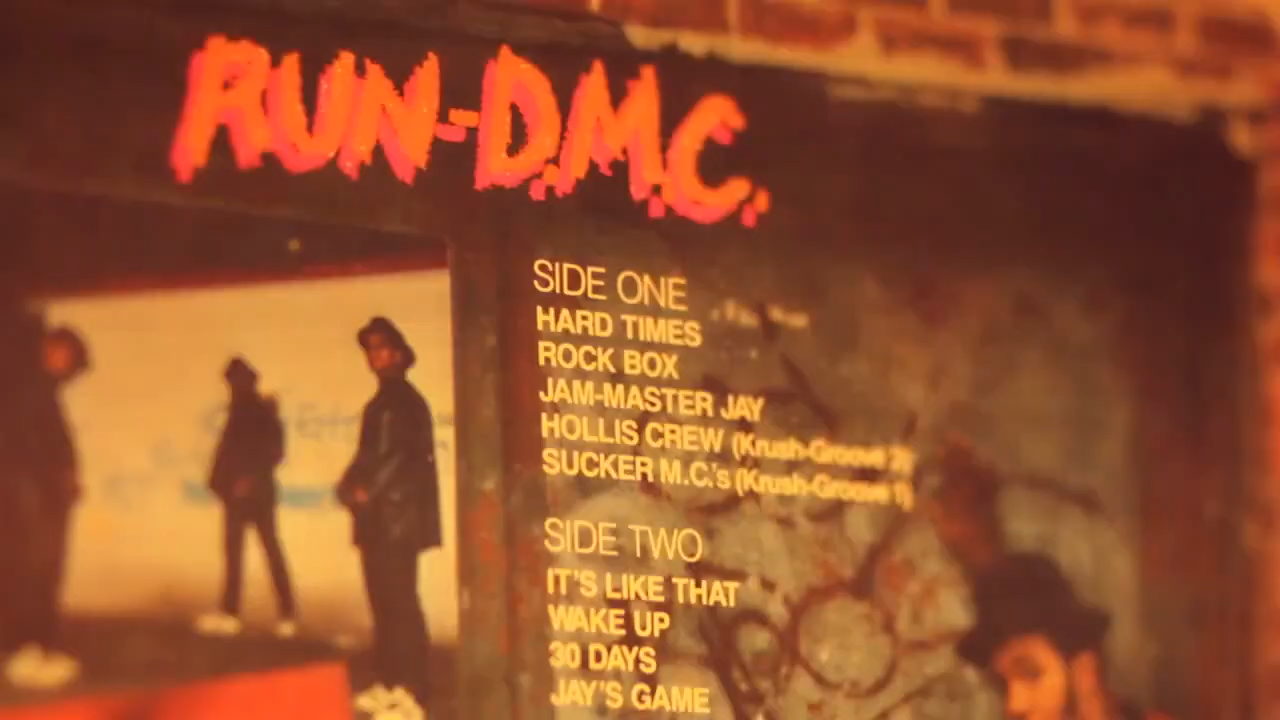 RUN-D.M.C.
SIDE ONE
HARD TIMES
ROCK BOX
JAM-MASTER JAY
HOLLIS CREW (Krush-Groove 2)
SUCKER M.C.'s (Krush-Groove 1)
SIDE TWO
IT'S LIKE THAT
WAKE UP
30 DAYS
JAY'S GAME